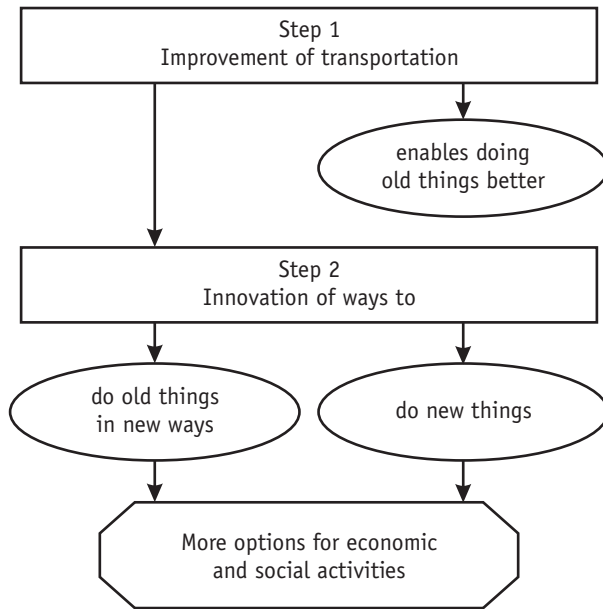 Step 1
Improvement of transportation
enables doing
old things better
Step 2
Innovation of ways to
do old things
in new ways
do new things
More options for economic
and social activities